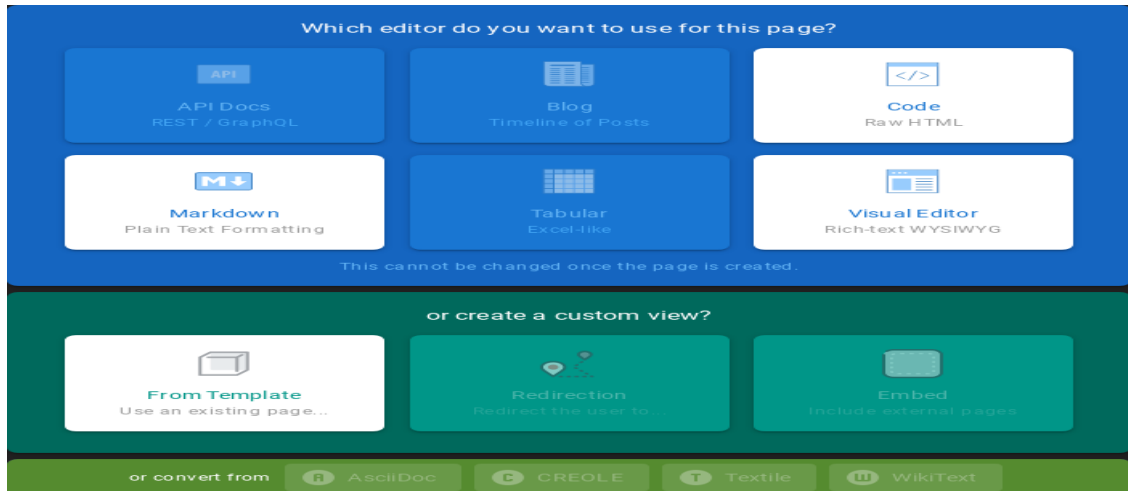 Which editor do you want to use for this page?
API
API Docs
REST / GraphQL
Blog
Timeline of Posts
</>
Code
Raw HTML
M
Markdown
Plain Text Formatting
Tabular
Excel-like
Visual Editor
Rich-text WYSIWYG
This cannot be changed once the page is created.
or create a custom view?
From Template
Use an existing page...
Redirection
Redirect the user to...
Embed
Include external pages
or convert from
A AsciiDoc
C CREOLE
T Textile
W WikiText